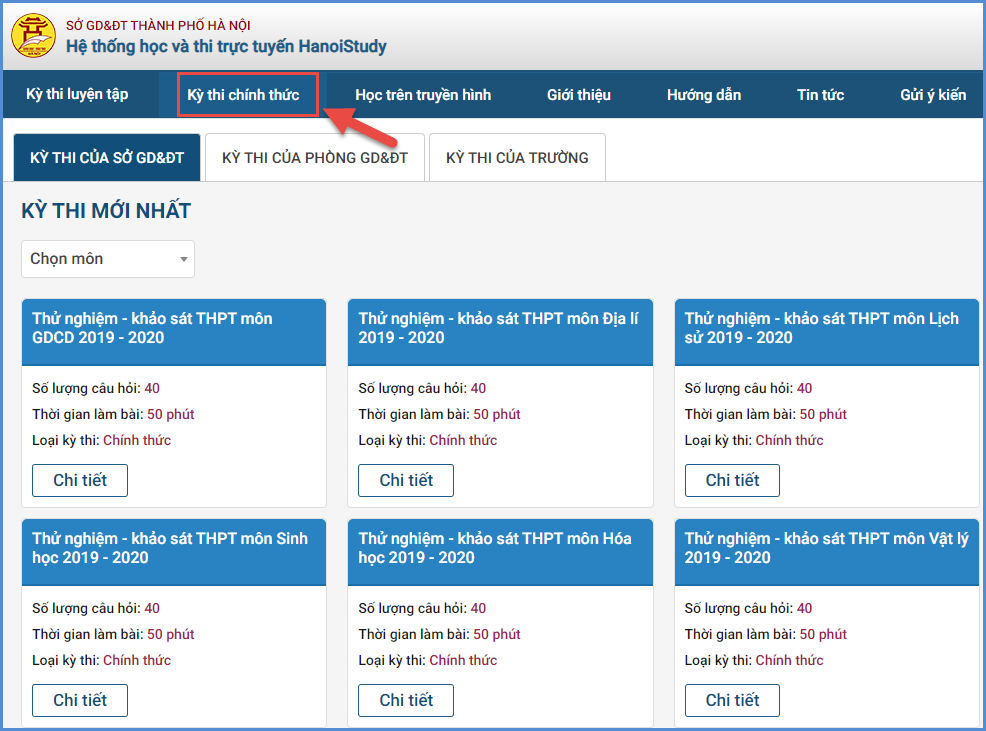 SỞ GD&ĐT THÀNH PHỐ HÀ NỘI
Hệ thống học và thi trực tuyến HanoiStudy
Kỳ thi luyện tập Kỳ thi chính thức Học trên truyền hình Giới thiệu Hướng dẫn Tin tức Gửi ý kiến
KỲ THI CỦA SỞ GD&ĐT KỲ THI CỦA PHÒNG GD&ĐT KỲ THI CỦA TRƯỜNG
KỲ THI MỚI NHẤT
Chọn môn
Thử nghiệm - khảo sát THPT môn
GDCD 2019 - 2020
Số lượng câu hỏi: 40
Thời gian làm bài: 50 phút
Loại kỳ thi: Chính thức
Chi tiết
Thử nghiệm - khảo sát THPT môn Địa lí
2019 - 2020
Số lượng câu hỏi: 40
Thời gian làm bài: 50 phút
Loại kỳ thi: Chính thức
Chi tiết
Thử nghiệm - khảo sát THPT môn Lịch
sử 2019 - 2020
Số lượng câu hỏi: 40
Thời gian làm bài: 50 phút
Loại kỳ thi: Chính thức
Chi tiết
Thử nghiệm - khảo sát THPT môn Sinh
học 2019 - 2020
Số lượng câu hỏi: 40
Thời gian làm bài: 50 phút
Loại kỳ thi: Chính thức
Chi tiết
Thử nghiệm - khảo sát THPT môn Hóa
học 2019 - 2020
Số lượng câu hỏi: 40
Thời gian làm bài: 50 phút
Loại kỳ thi: Chính thức
Chi tiết
Thử nghiệm - khảo sát THPT môn Vật lý
2019 - 2020
Số lượng câu hỏi: 40
Thời gian làm bài: 50 phút
Loại kỳ thi: Chính thức
Chi tiết